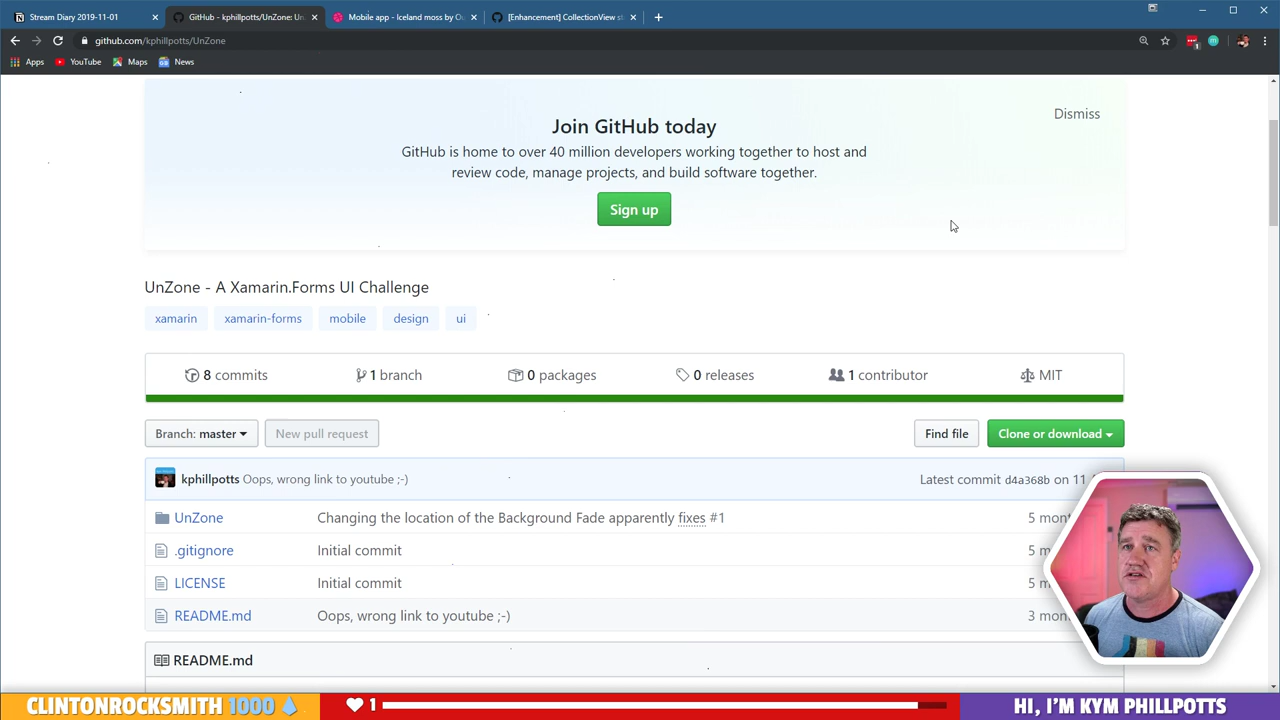 Stream Diary 2019-11-01
GitHub - kphillpotts/UnZone: Un
Mobile app - Iceland moss by Ou
[Enhancement] CollectionView s
github.com/kphillpotts/UnZone
Apps
YouTube
Maps
News
Join GitHub today
Dismiss
GitHub is home to over 40 million developers working together to host and
review code, manage projects, and build software together.
Sign up
UnZone - A Xamarin.Forms UI Challenge
xamarin
xamarin-forms
mobile
design
ui
8 commits
1 branch
0 packages
0 releases
1 contributor
MIT
Branch: master
New pull request
Find file
Clone or download
kphillpotts Oops, wrong link to youtube ;-)
Latest commit d4a368b on 11
UnZone
Changing the location of the Background Fade apparently fixes #1
5 mont
.gitignore
Initial commit
5 m
LICENSE
Initial commit
5 m
README.md
Oops, wrong link to youtube ;-)
3 mon
README.md
CLINTONROCKSMITH 1000
1
HI, I'M KYM PHILLPOTTS